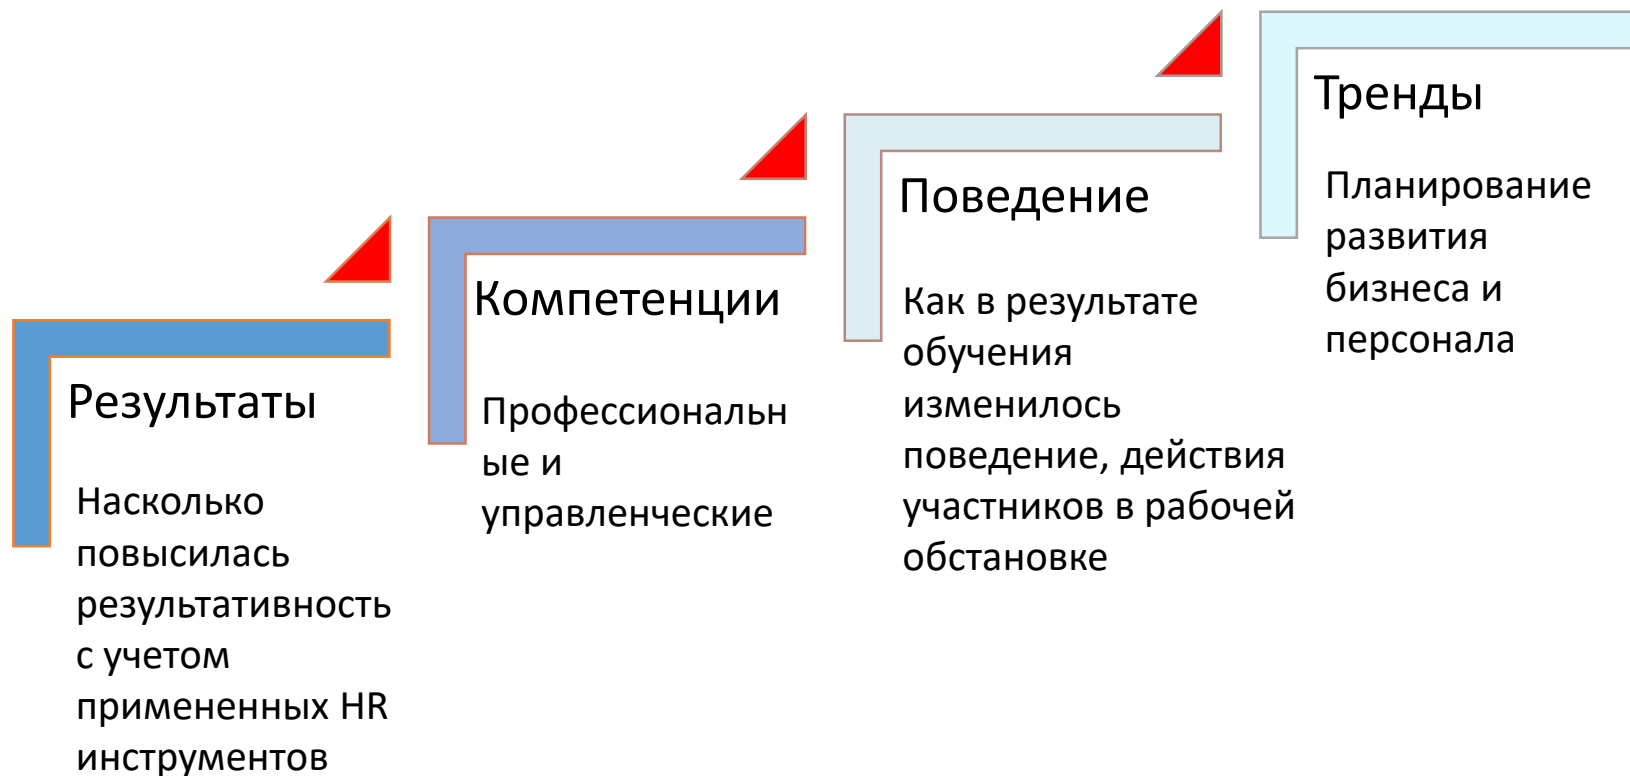 Результаты
Насколько
повысилась
результативность
с учетом
примененных HR
инструментов
Компетенции
Профессиональн
ые и
управленческие
Поведение
Как в результате
обучения
изменилось
поведение, действия
участников в рабочей
обстановке
Тренды
Планирование
развития
бизнеса и
персонала